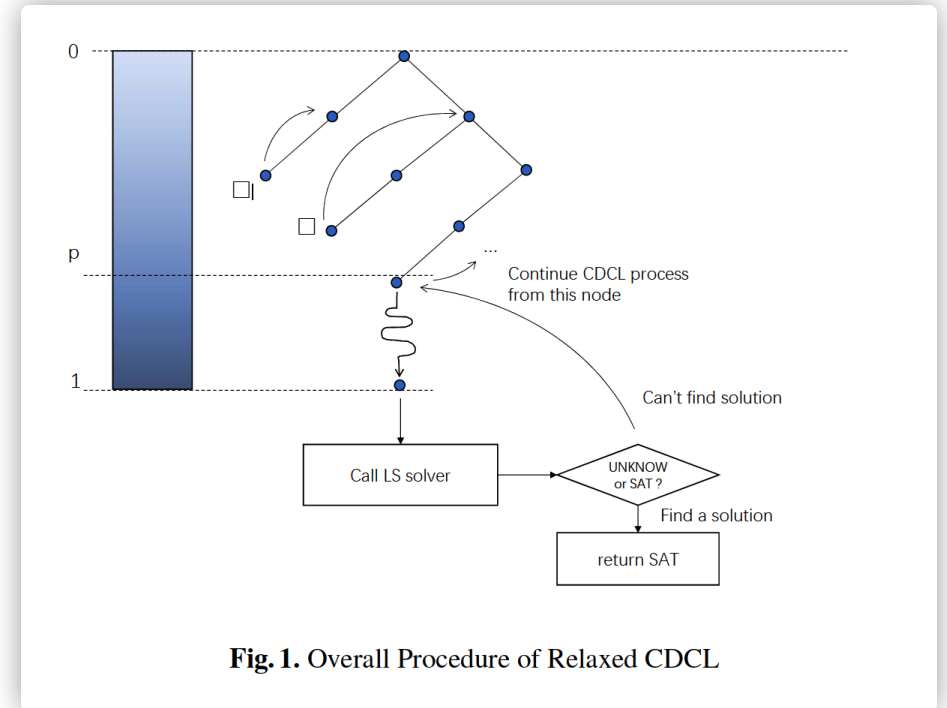 0
p
...
Continue CDCL process
from this node
1
Can't find solution
Call LS solver
UNKNOW
or SAT ?
Find a solution
return SAT
Fig. 1. Overall Procedure of Relaxed CDCL